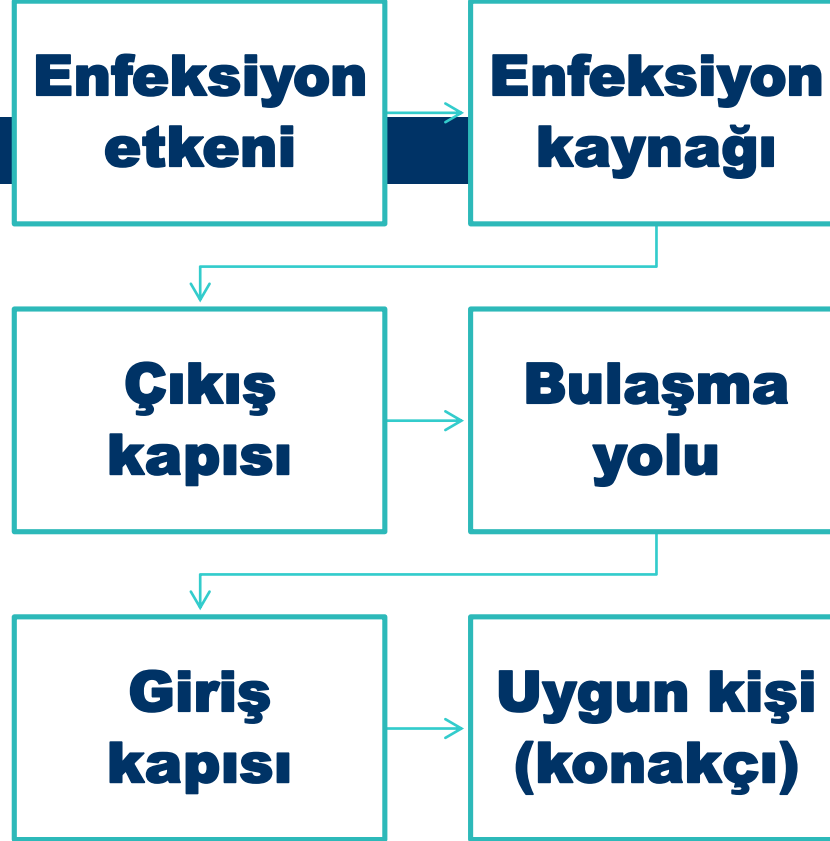 Enfeksiyon
etkeni
Enfeksiyon
kaynağı
Çıkış
kapısı
Bulaşma
yolu
Giriş
kapısı
Uygun kişi
(konakçı)